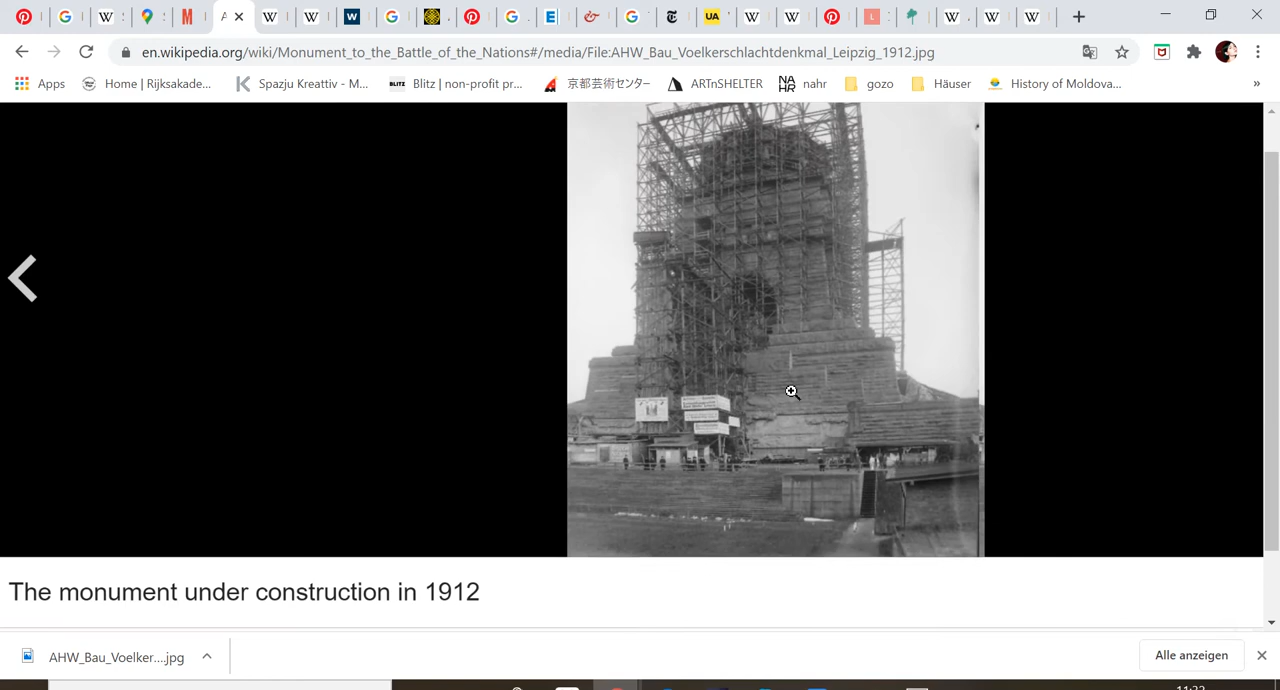 en.wikipedia.org/wiki/Monument_to_the_Battle_of_the_Nations#/media/File:AHW_Bau_Voelkerschlachtdenkmal_Leipzig_1912.jpg
Apps Home | Rijksakade... Spazju Kreattiv - M... BLITZ Blitz | non-profit pr... 京都芸術センター ARTnSHELTER NAHR nahr gozo Häuser History of Moldova... »
The monument under construction in 1912
AHW_Bau_Voelker....jpg
Alle anzeigen